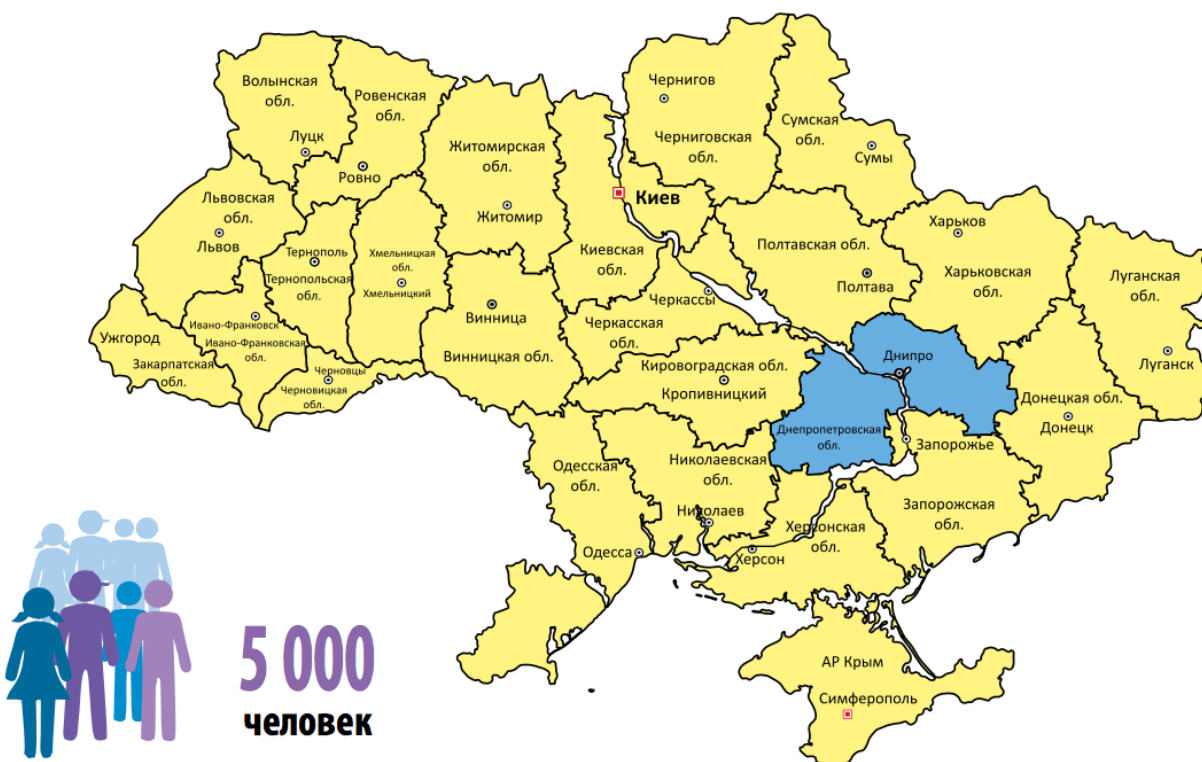 Волынская
обл.
Луцк
Ровенская
обл.
Ровно
Житомирская
обл.
Житомир
Чернигов
Черниговская
обл.
Сумская
обл.
Сумы
Киев
Киевская
обл.
Львовская
обл.
Львов
Тернополь
Тернопольская
обл.
Хмельницкая
обл.
Хмельницкий
Ивано-Франковск
Ивано-Франковская
обл.
Ужгород
Закарпатская
обл.
Черновцы
Черновицкая
обл.
Винница
Винницкая обл.
Черкассы
Черкасская
обл.
Полтавская обл.
Полтава
Харьков
Харьковская
обл.
Луганская
обл.
Луганск
Кировоградская обл.
Кропивницкий
Днипро
Днепропетровская
обл.
Донецкая обл.
Донецк
Запорожье
Запорожская
обл.
Одесская
обл.
Одесса
Николаевская
обл.
Николаев
Херсонская
обл.
Херсон
АР Крым
Симферополь
5 000
человек